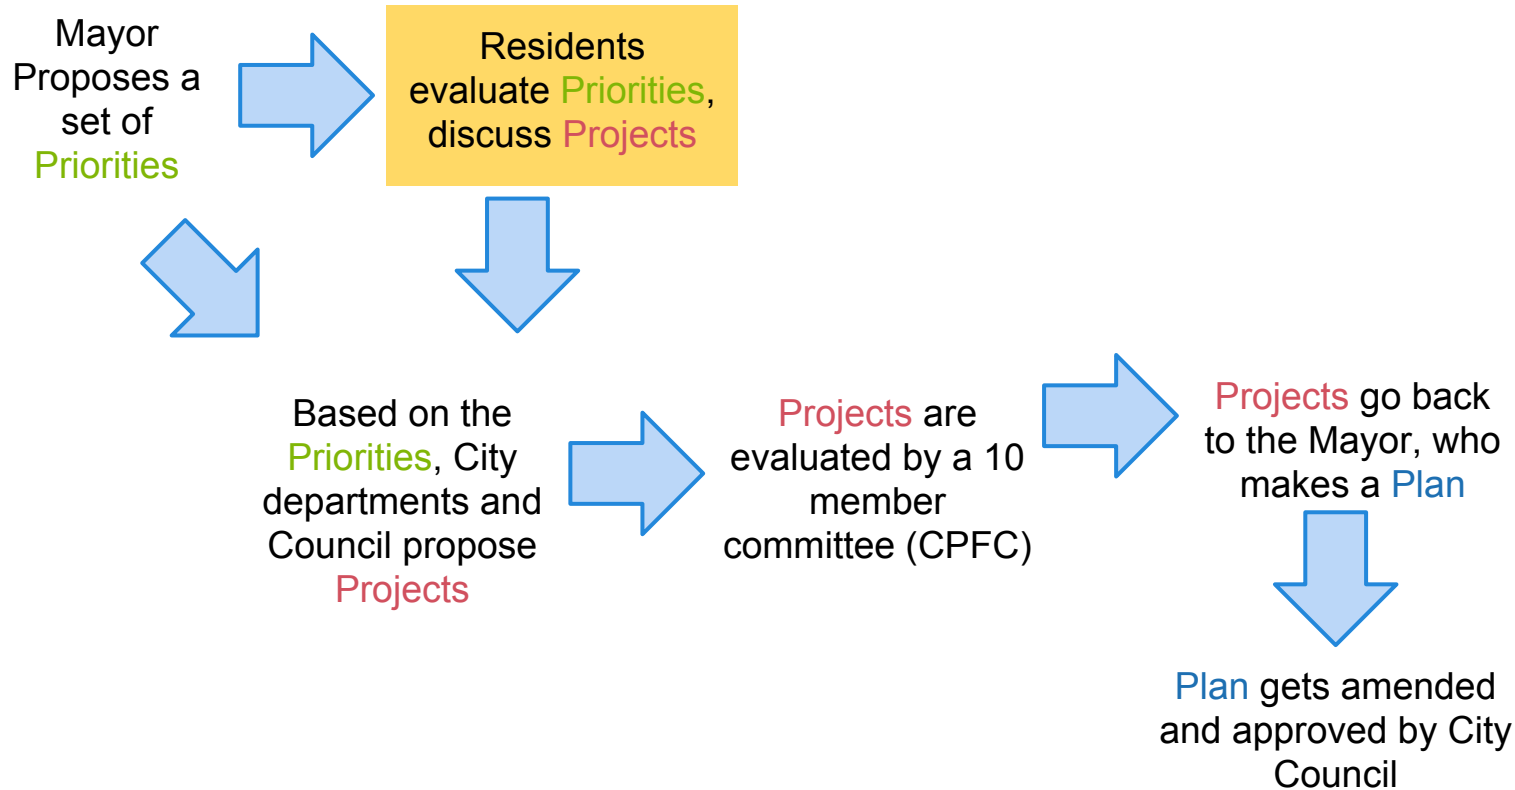 Mayor
Proposes a
set of
Priorities
Residents
evaluate Priorities,
discuss Projects
Based on the
Priorities, City
departments and
Council propose
Projects
Projects are
evaluated by a 10
member
committee (CPFC)
Projects go back
to the Mayor, who
makes a Plan
Plan gets amended
and approved by City
Council